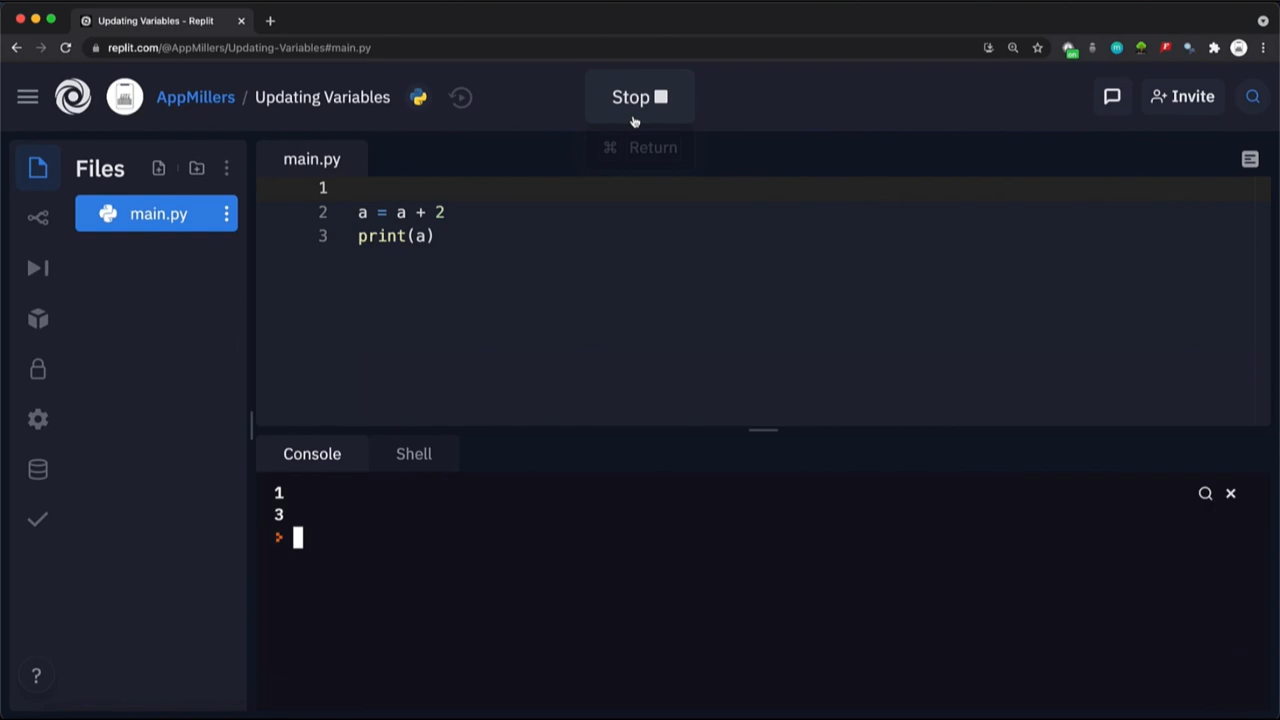 Updating Variables - Replit
replit.com/@AppMillers/Updating-Variables#main.py
AppMillers / Updating Variables
Stop
⌘ Return
Invite
Files
main.py
main.py
1
2 a = a + 2
3 print(a)
Console
Shell
1
3
>
?